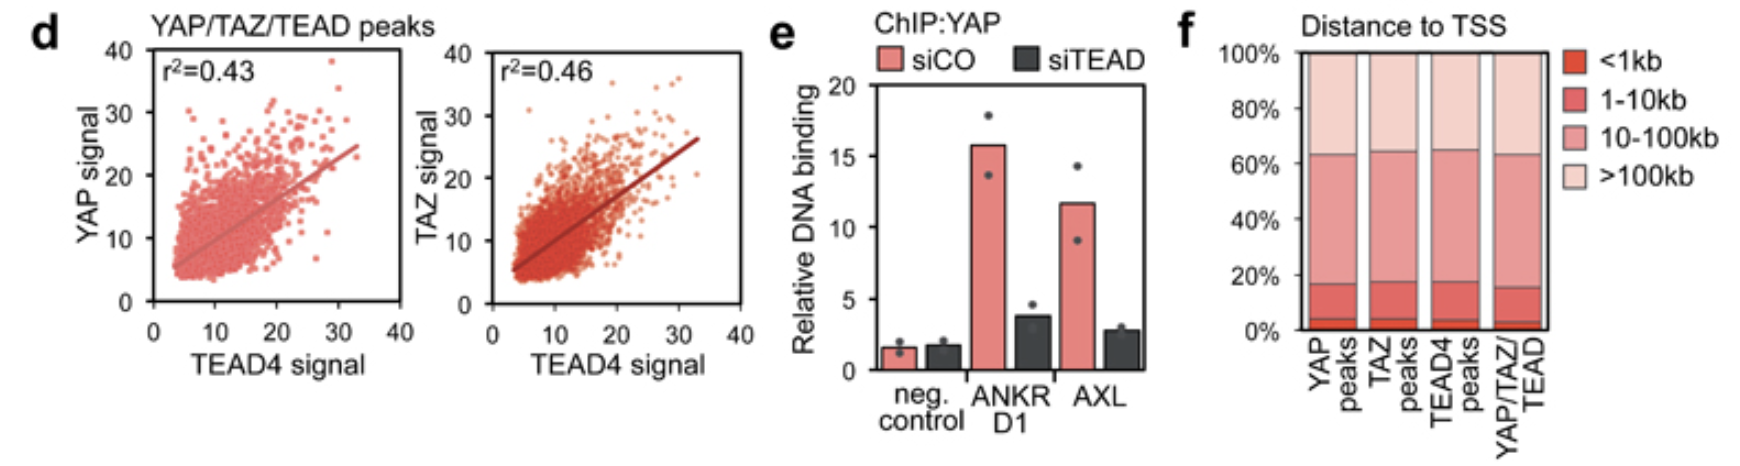 d
YAP/TAZ/TEAD peaks
r²=0.43
YAP signal
40
30
20
10
0
0 10 20 30 40
TEAD4 signal
r²=0.46
TAZ signal
40
30
20
10
0
0 10 20 30 40
TEAD4 signal
e
ChIP:YAP
siCO siTEAD
Relative DNA binding
20
15
10
5
0
neg.
control
ANKR
D1
AXL
f
Distance to TSS
100%
80%
60%
40%
20%
0%
YAP
peaks
TAZ
peaks
TEAD4
peaks
YAP/TAZ/
TEAD
<1kb
1-10kb
10-100kb
>100kb